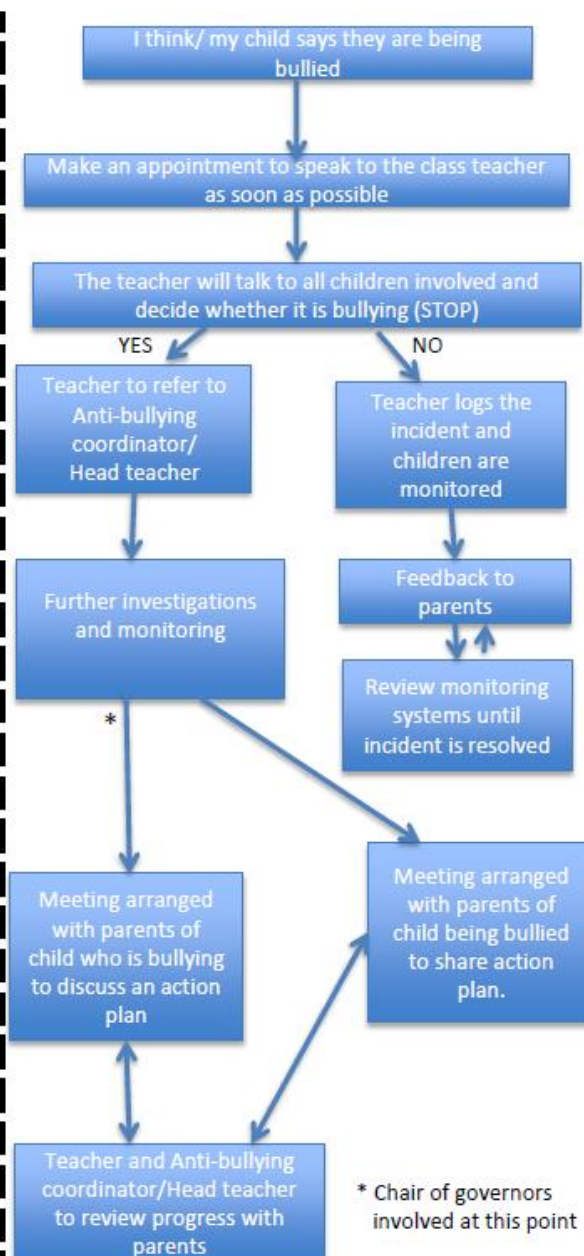 I think/ my child says they are being
bullied
Make an appointment to speak to the class teacher
as soon as possible
The teacher will talk to all children involved and
decide whether it is bullying (STOP)
YES
NO
Teacher to refer to
Anti-bullying
coordinator/
Head teacher
Teacher logs the
incident and
children are
monitored
Further investigations
and monitoring
Feedback to
parents
Review monitoring
systems until
incident is resolved
*
Meeting arranged
with parents of
child who is bullying
to discuss an action
plan
Meeting arranged
with parents of
child being bullied
to share action
plan.
Teacher and Anti-bullying
coordinator/Head teacher
to review progress with
parents
* Chair of governors
involved at this point